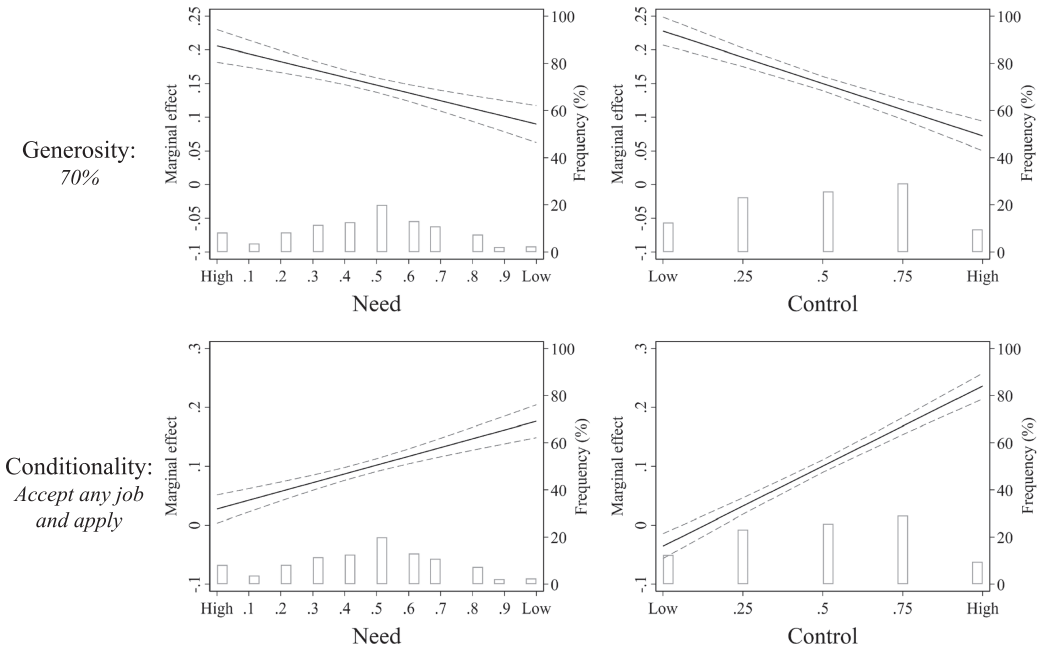 Generosity:
70%
Marginal effect
.25
.2
.15
.1
.05
0
-.05
-.1
Frequency (%)
100
80
60
40
20
0
High .1 .2 .3 .4 .5 .6 .7 .8 .9 Low
Need
Marginal effect
.25
.2
.15
.1
.05
0
-.05
-.1
Frequency (%)
100
80
60
40
20
0
Low .25 .5 .75 High
Control
Conditionality:
Accept any job
and apply
Marginal effect
.3
.2
.1
0
-.1
Frequency (%)
100
80
60
40
20
0
High .1 .2 .3 .4 .5 .6 .7 .8 .9 Low
Need
Marginal effect
.3
.2
.1
0
-.1
Frequency (%)
100
80
60
40
20
0
Low .25 .5 .75 High
Control